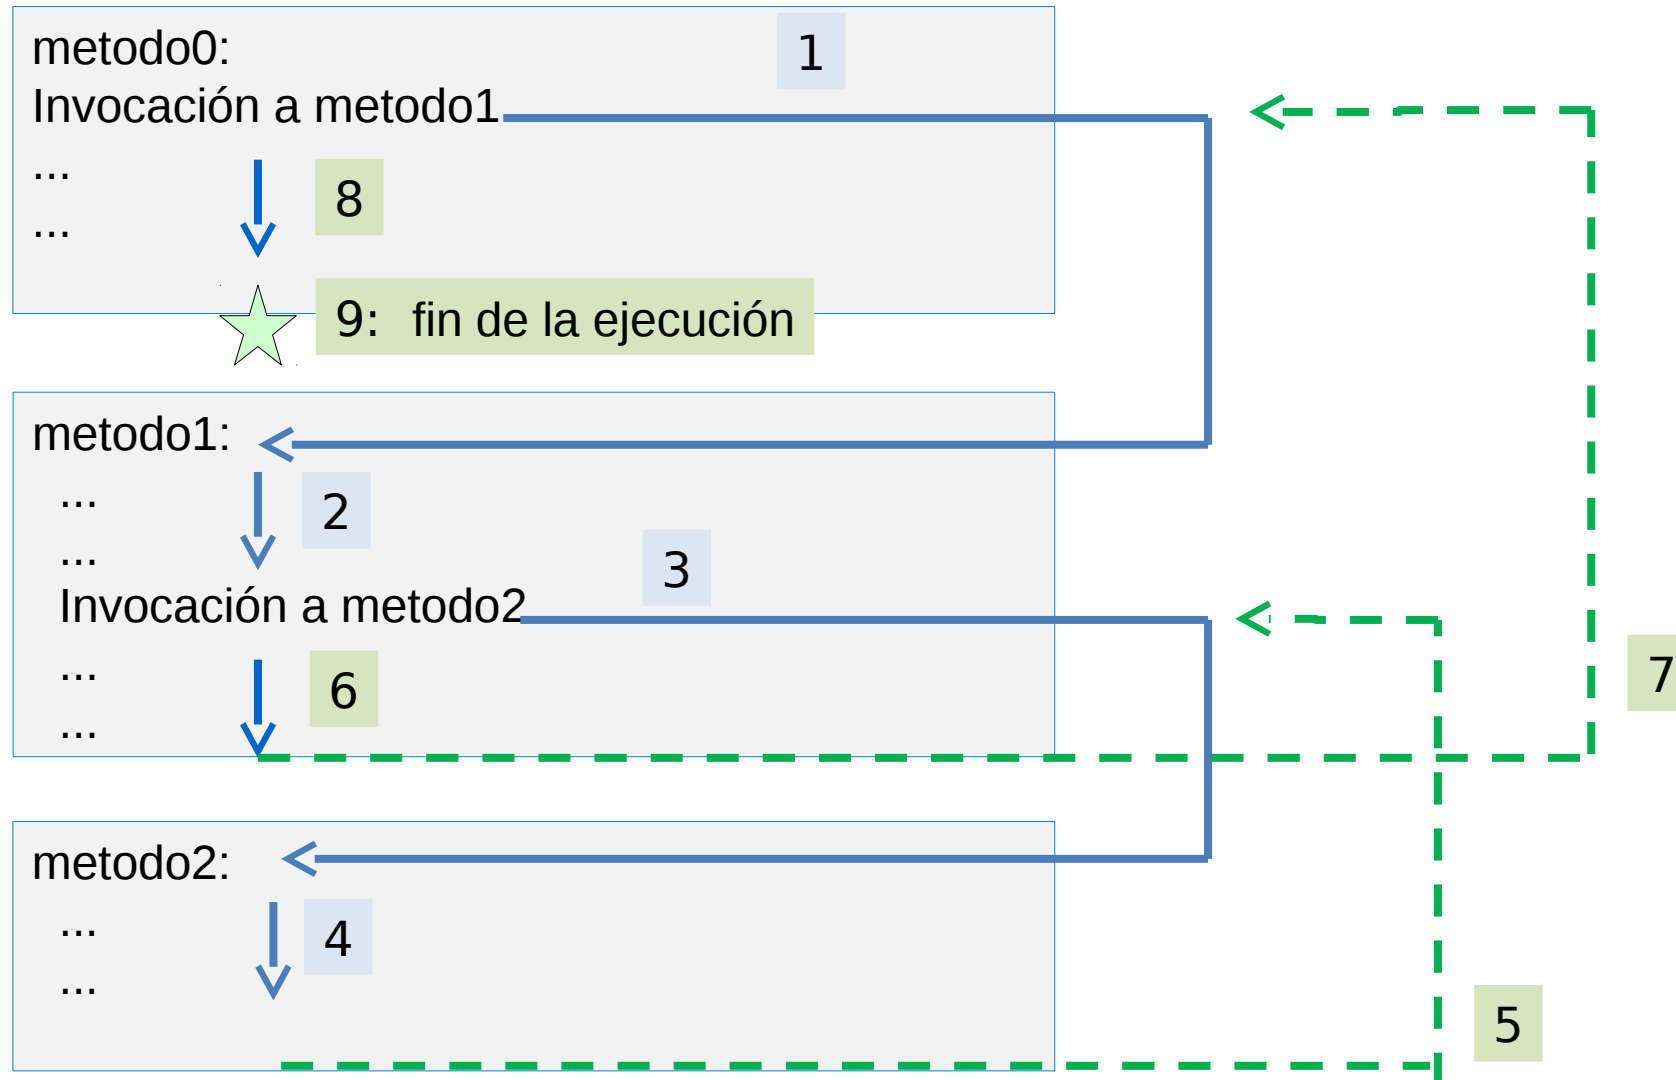 metodo0:
1
Invocación a metodo1
...
8
...
9: fin de la ejecución
metodo1:
...
2
...
3
Invocación a metodo2
...
6
7
...
metodo2:
...
4
...
5